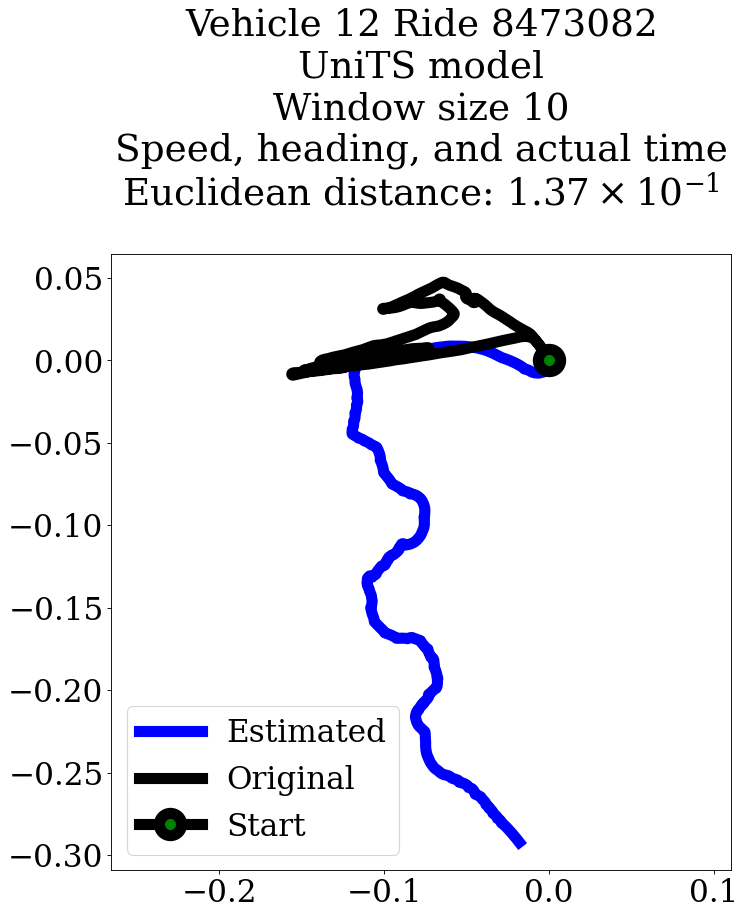 Vehicle 12 Ride 8473082
UniTS model
Window size 10
Speed, heading, and actual time
Euclidean distance: 1.37 × 10⁻¹
0.05
0.00
−0.05
−0.10
−0.15
−0.20
−0.25
−0.30
Estimated
Original
Start
−0.2 −0.1 0.0 0.1